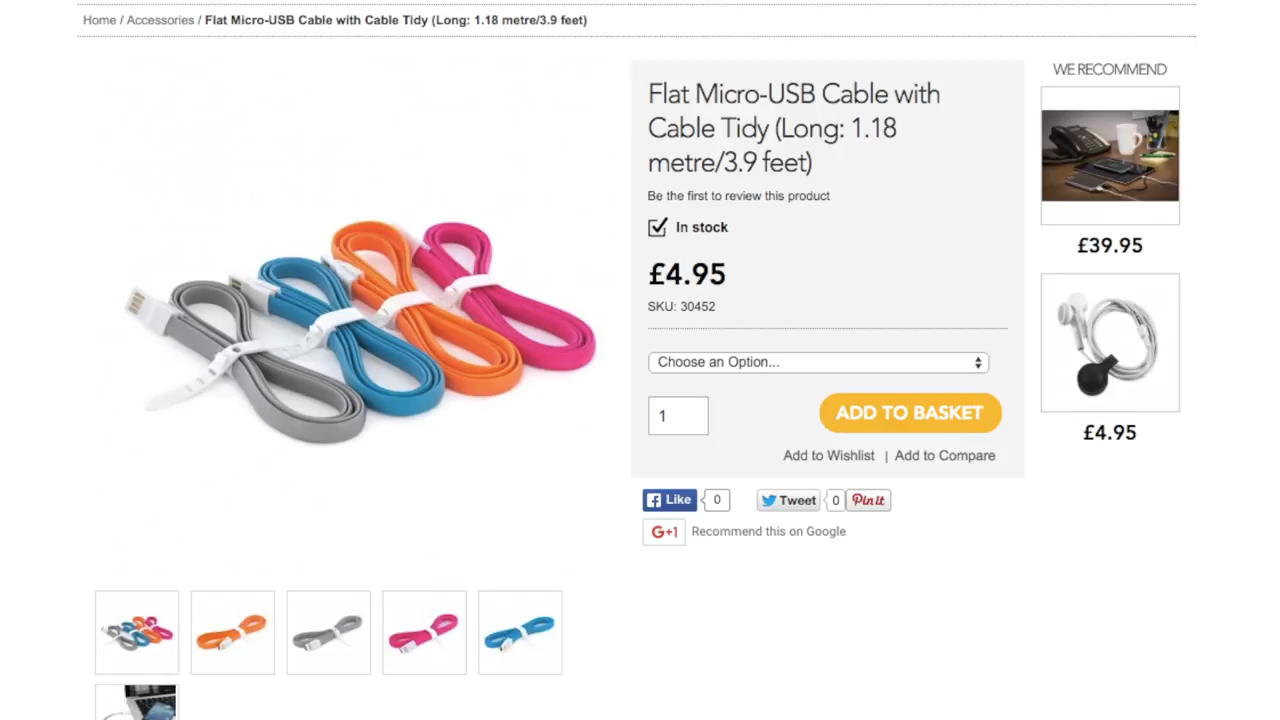 Home / Accessories / Flat Micro-USB Cable with Cable Tidy (Long: 1.18 metre/3.9 feet)
Flat Micro-USB Cable with
Cable Tidy (Long: 1.18
metre/3.9 feet)
Be the first to review this product
In stock
£4.95
SKU: 30452
Choose an Option...
1
ADD TO BASKET
Add to Wishlist | Add to Compare
Like 0
Tweet 0 Pin it
G+1 Recommend this on Google
WE RECOMMEND
£39.95
£4.95